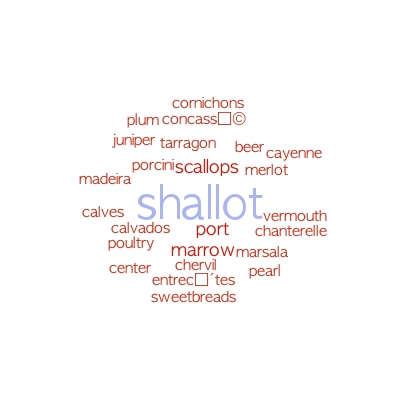 cornichons
plum concass□©
juniper tarragon beer cayenne
porcini scallops merlot
madeira
shallot
calves vermouth
calvados port chanterelle
poultry marrow marsala
center chervil pearl
entrec□´tes
sweetbreads